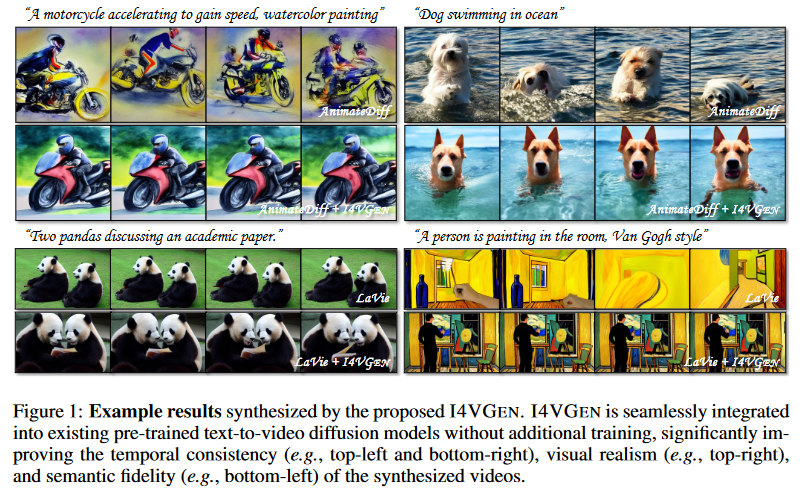 "A motorcycle accelerating to gain speed, watercolor painting"
"Dog swimming in ocean"
AnimateDiff
AnimateDiff
AnimateDiff + I4VGEN
AnimateDiff + I4VGEN
"Two pandas discussing an academic paper."
"A person is painting in the room, Van Gogh style"
LaVie
LaVie
LaVie + I4VGEN
LaVie + I4VGEN
Figure 1: Example results synthesized by the proposed I4VGEN. I4VGEN is seamlessly integrated
into existing pre-trained text-to-video diffusion models without additional training, significantly im-
proving the temporal consistency (e.g., top-left and bottom-right), visual realism (e.g., top-right),
and semantic fidelity (e.g., bottom-left) of the synthesized videos.